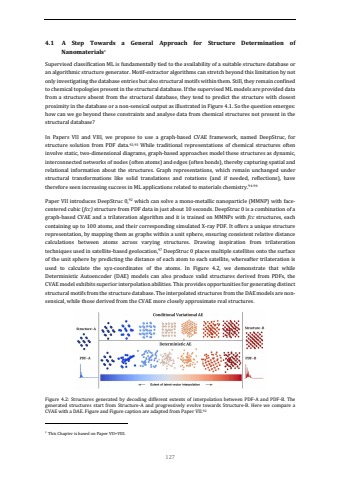 4.1 A Step Towards a General Approach for Structure Determination of
Nanomaterials
Supervised classification ML is fundamentally tied to the availability of a suitable structure database or
an algorithmic structure generator. Motif-extractor algorithms can stretch beyond this limitation by not
only investigating the database entries but also structural motifs within them. Still, they remain confined
to chemical topologies present in the structural database. If the supervised ML models are provided data
from a structure absent from the structural database, they tend to predict the structure with closest
proximity in the database or a non-sensical output as illustrated in Figure 4.1. So the question emerges:
how can we go beyond these constraints and analyse data from chemical structures not present in the
structural database?
In Papers VII and VIII, we propose to use a graph-based CVAE framework, named DeepStruc, for
structure solution from PDF data. While traditional representations of chemical structures often
involve static, two-dimensional diagrams, graph-based approaches model these structures as dynamic,
interconnected networks of nodes (often atoms) and edges (often bonds), thereby capturing spatial and
relational information about the structures. Graph representations, which remain unchanged under
structural transformations like solid translations and rotations (and if needed, reflections), have
therefore seen increasing success in ML applications related to materials chemistry.
Paper VII introduces DeepStruc which can solve a mono-metallic nanoparticle (MMNP) with face-
centered cubic (fcc) structure from PDF data in just about 10 seconds. DeepStruc is a combination of a
graph-based CVAE and a trilateration algorithm and it is trained on MMNPs with fcc structures, each
containing up to 100 atoms, and their corresponding simulated X-ray PDF. It offers a unique structure
representation, by mapping them as graphs within a unit sphere, ensuring consistent relative distance
calculations between atoms across varying structures. Drawing inspiration from trilateration
techniques used in satellite-based geolocation, DeepStruc places multiple satellites onto the surface
of the unit sphere by predicting the distance of each atom to each satellite, whereafter trilateration is
used to calculate the xyz-coordinates of the atoms. In Figure 4.2, we demonstrate that while
Deterministic Autoencoder (DAE) models can also produce valid structures derived from PDFs, the
CVAE model exhibits superior interpolation abilities. This provides opportunities for generating distinct
structural motifs from the structure database. The interpolated structures from the DAE models are non-
sensical, while those derived from the CVAE more closely approximate real structures.
Conditional Variational AE
Structure-A
Structure-B
Deterministic AE
PDF-A
PDF-B
Extent of latent vector interpolation
Figure 4.2: Structures generated by decoding different extents of interpolation between PDF-A and PDF-B. The
generated structures start from Structure-A and progressively evolve towards Structure-B. Here we compare a
CVAE with a DAE. Figure and Figure caption are adapted from Paper VII.
This Chapter is based on Paper VII-VIII.
127